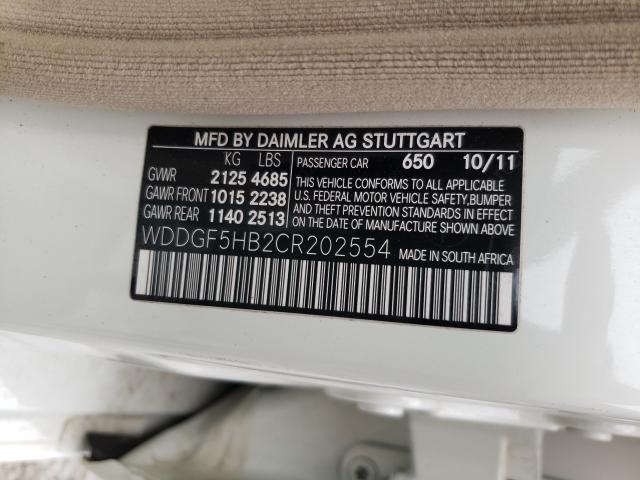 MFD BY DAIMLER AG STUTTGART
KG LBS
GVWR 2125 4685
GAWR FRONT 1015 2238
GAWR REAR 1140 2513
PASSENGER CAR 650 10/11
THIS VEHICLE CONFORMS TO ALL APPLICABLE
U.S. FEDERAL MOTOR VEHICLE SAFETY, BUMPER
AND THEFT PREVENTION STANDARDS IN EFFECT
ON THE DATE OF MANUFACTURE SHOWN ABOVE.
WDDGF5HB2CR202554 MADE IN SOUTH AFRICA